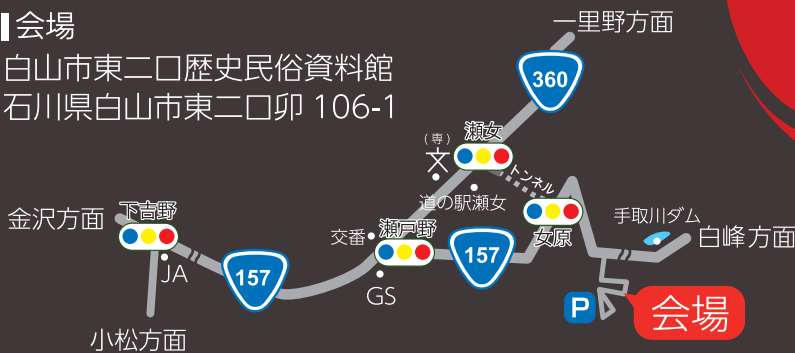 会場
白山市東二口歴史民俗資料館
石川県白山市東二口卯 106-1
一里野方面
360
(専)
文
瀬女
トンネル
道の駅瀬女
金沢方面
下吉野
JA
157
交番
瀬戸野
GS
157
女原
手取川ダム
白峰方面
小松方面
P
会場